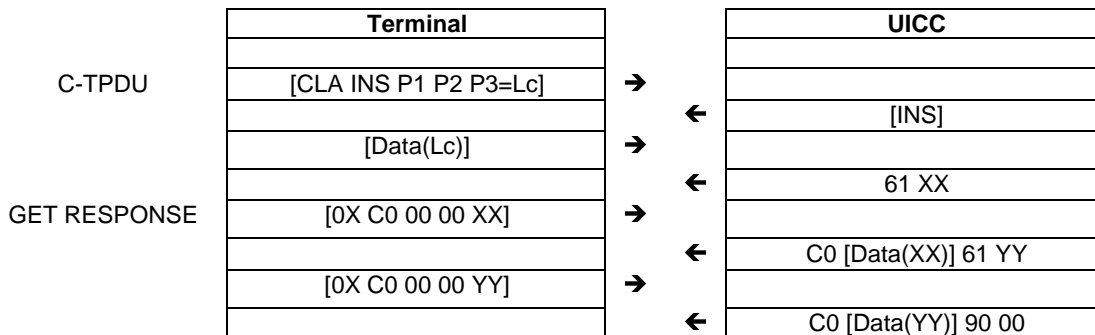 Terminal UICC
C-TPDU [CLA INS P1 P2 P3=Lc] →
← [INS]
[Data(Lc)] →
← 61 XX
GET RESPONSE [0X C0 00 00 XX] →
← C0 [Data(XX)] 61 YY
[0X C0 00 00 YY] →
← C0 [Data(YY)] 90 00